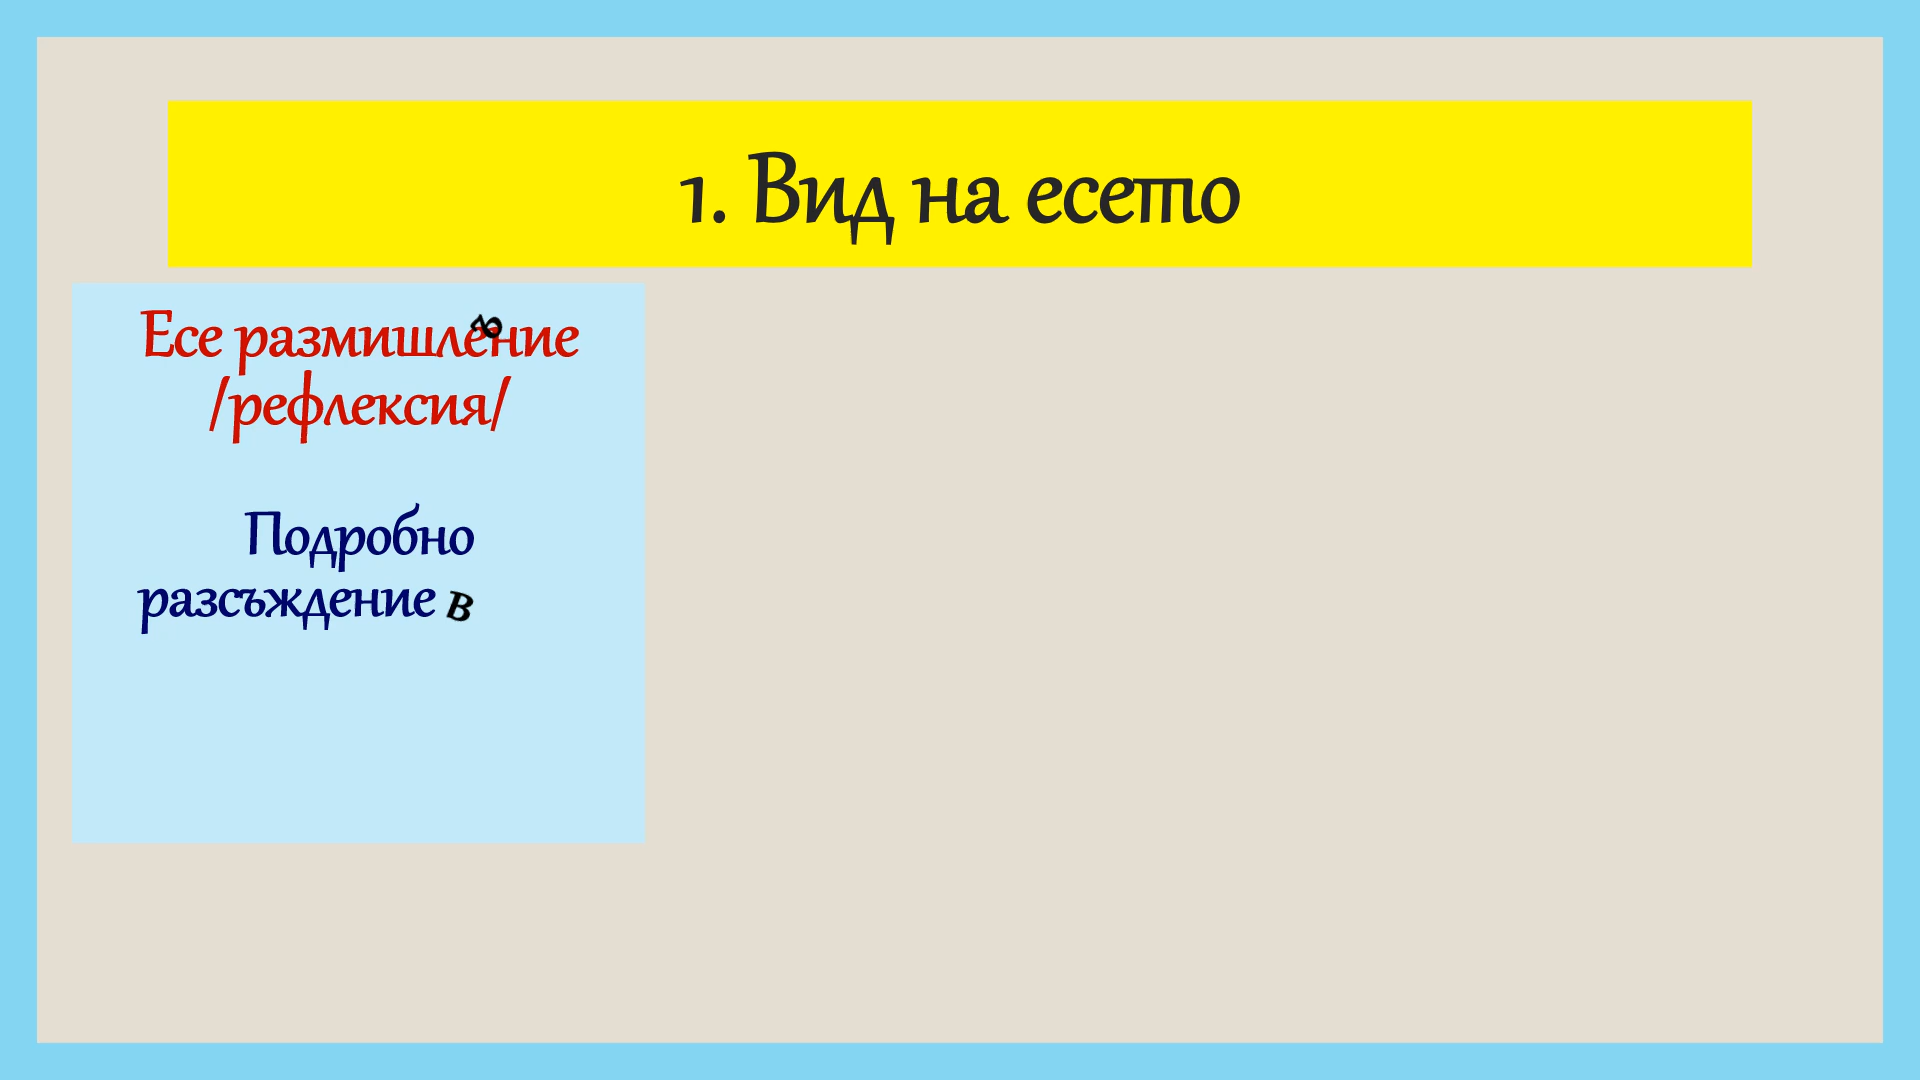 1. Вид на есето
Есе размишление
/рефлексия/
Подробно
разсъждение в